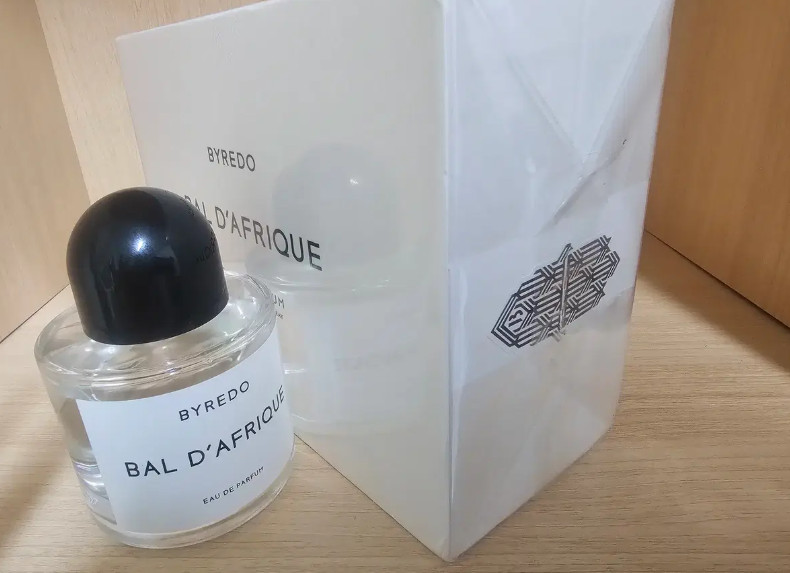 BYREDO
BAL D'AFRIQUE
BYREDO
BAL D'AFRIQUE
EAU DE PARFUM